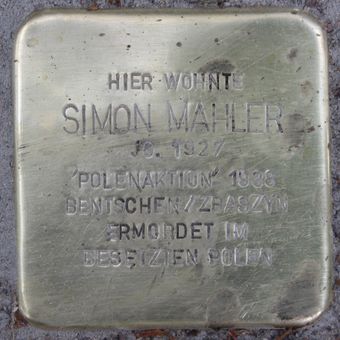 HIER WOHNTE
SIMON MAHLER
JG. 1927
'POLENAKTION' 1938
BENTSCHEN/ZBASZYN
ERMORDET IM
BESETZTEN POLEN